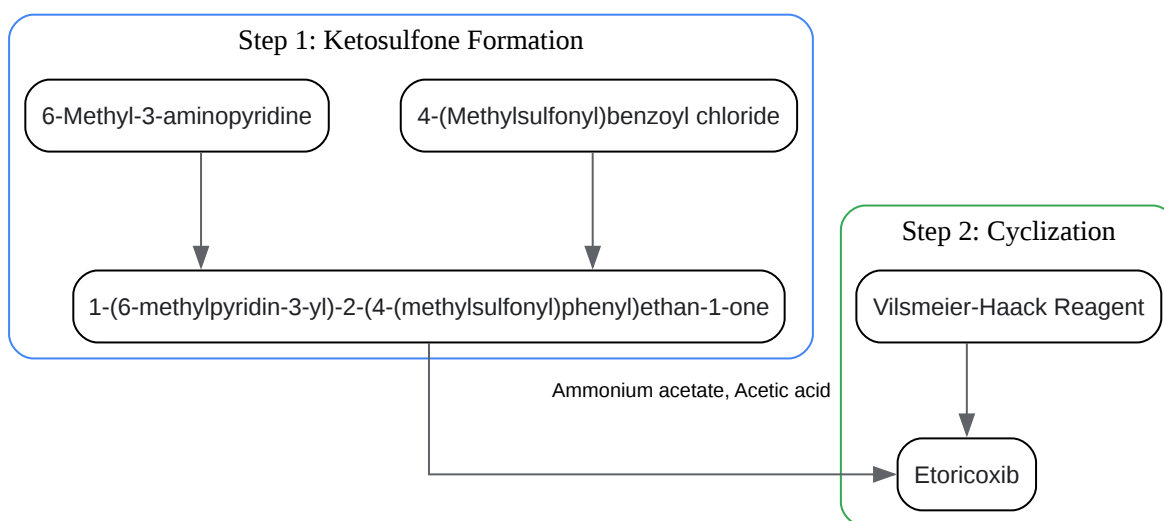 Step 1: Ketosulfone Formation
6-Methyl-3-aminopyridine
4-(Methylsulfonyl)benzoyl chloride
1-(6-methylpyridin-3-yl)-2-(4-(methylsulfonyl)phenyl)ethan-1-one
Step 2: Cyclization
Vilsmeier-Haack Reagent
Ammonium acetate, Acetic acid
Etoricoxib